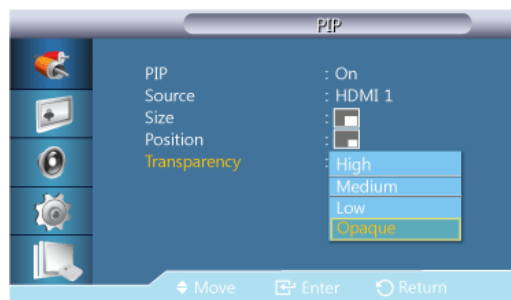 PIP
PIP : On
Source : HDMI 1
Size :
Position :
Transparency :
High
Medium
Low
Opaque
Move Enter Return